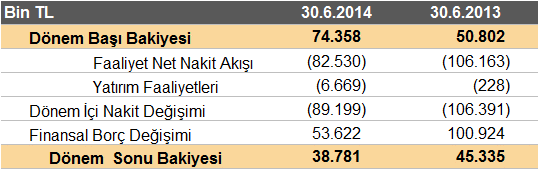 Bin TL 30.6.2014 30.6.2013
Dönem Başı Bakiyesi 74.358 50.802
Faaliyet Net Nakit Akışı (82.530) (106.163)
Yatırım Faaliyetleri (6.669) (228)
Dönem İçi Nakit Değişimi (89.199) (106.391)
Finansal Borç Değişimi 53.622 100.924
Dönem Sonu Bakiyesi 38.781 45.335